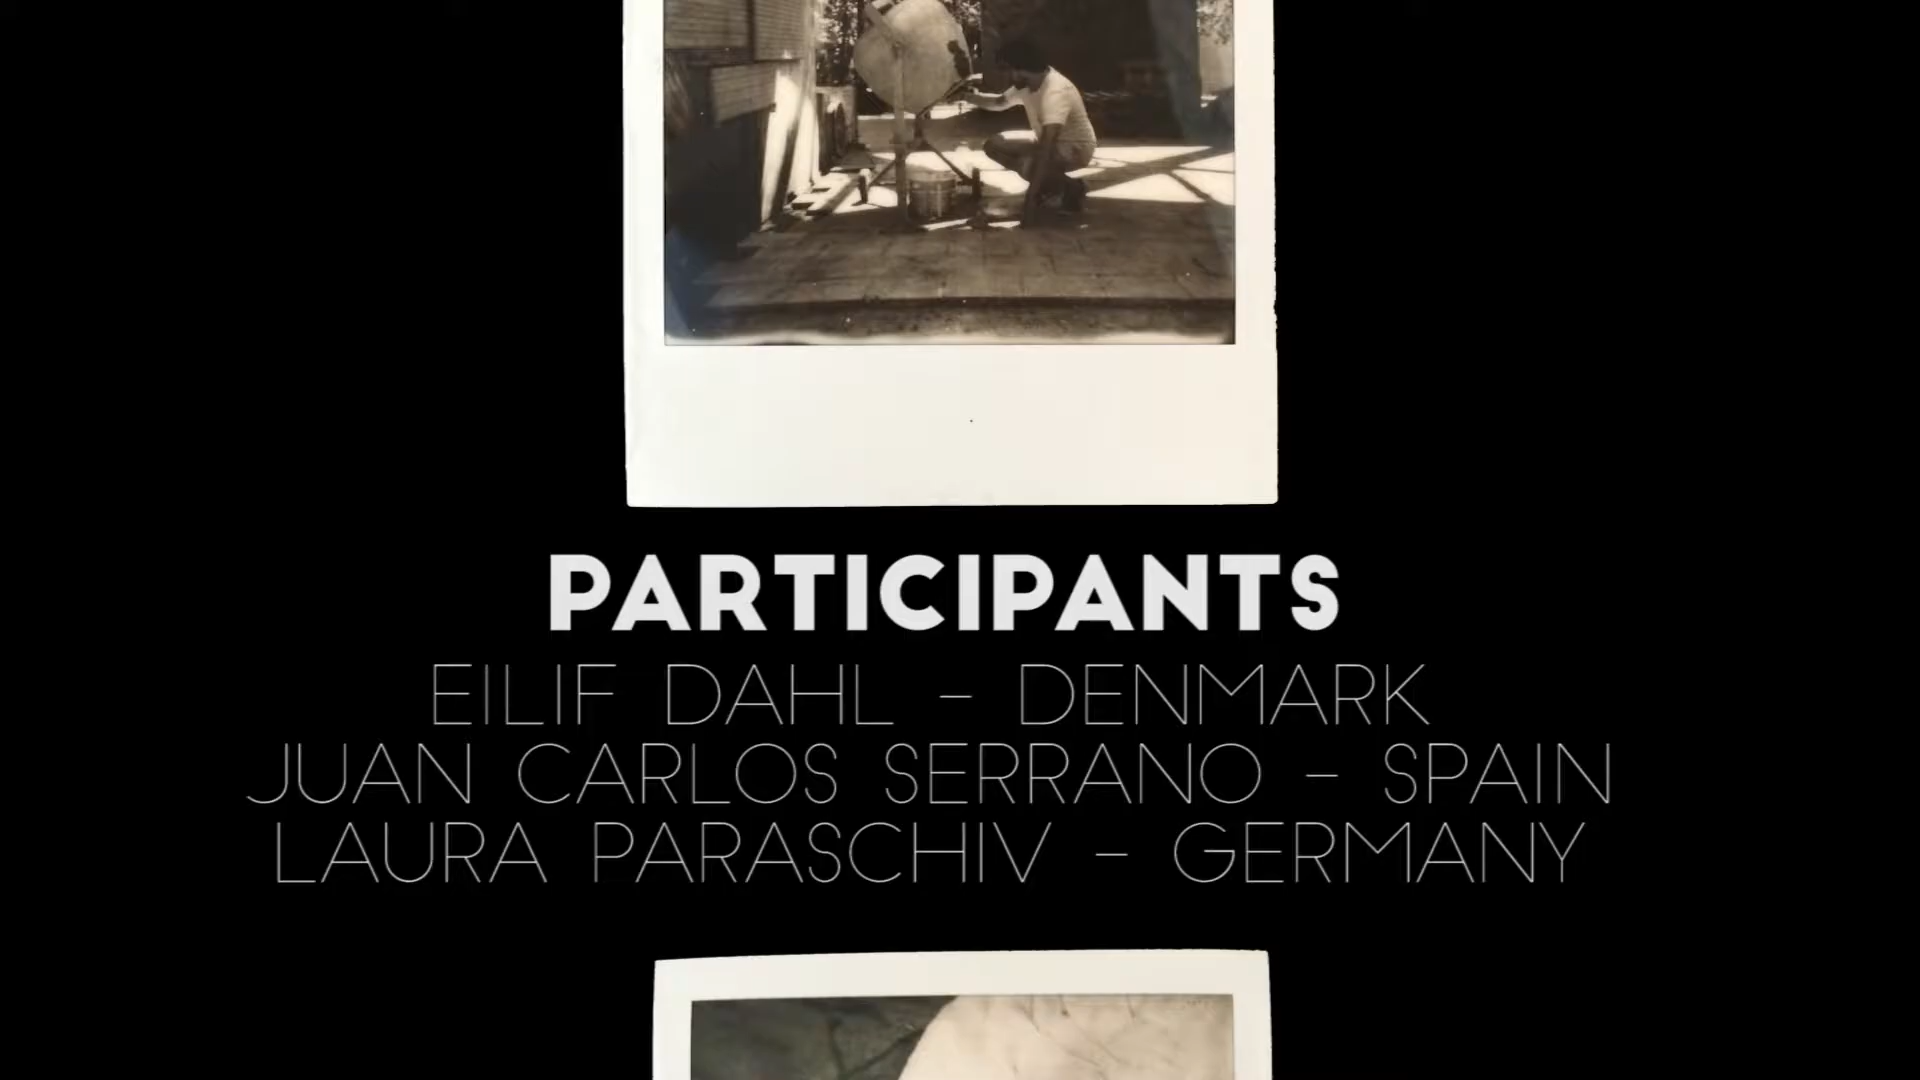 PARTICIPANTS
EILIF DAHL - DENMARK
JUAN CARLOS SERRANO - SPAIN
LAURA PARASCHIV - GERMANY